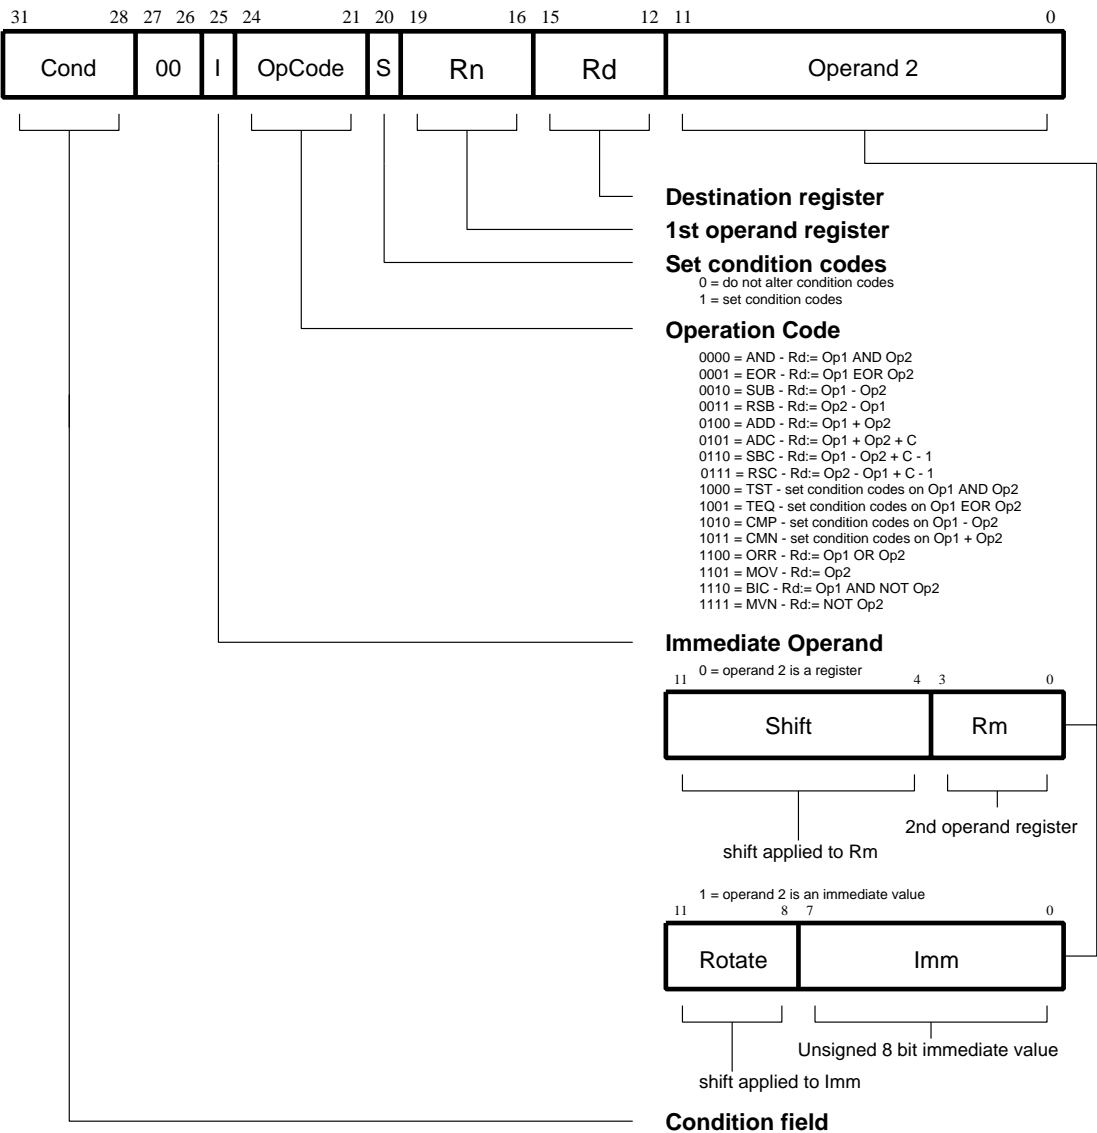 31 28 27 26 25 24 21 20 19 16 15 12 11 0
Cond 00 I OpCode S Rn Rd Operand 2
Destination register
1st operand register
Set condition codes
0 = do not alter condition codes
1 = set condition codes
Operation Code
0000 = AND - Rd:= Op1 AND Op2
0001 = EOR - Rd:= Op1 EOR Op2
0010 = SUB - Rd:= Op1 - Op2
0011 = RSB - Rd:= Op2 - Op1
0100 = ADD - Rd:= Op1 + Op2
0101 = ADC - Rd:= Op1 + Op2 + C
0110 = SBC - Rd:= Op1 - Op2 + C - 1
0111 = RSC - Rd:= Op2 - Op1 + C - 1
1000 = TST - set condition codes on Op1 AND Op2
1001 = TEQ - set condition codes on Op1 EOR Op2
1010 = CMP - set condition codes on Op1 - Op2
1011 = CMN - set condition codes on Op1 + Op2
1100 = ORR - Rd:= Op1 OR Op2
1101 = MOV - Rd:= Op2
1110 = BIC - Rd:= Op1 AND NOT Op2
1111 = MVN - Rd:= NOT Op2
Immediate Operand
0 = operand 2 is a register
11 4 3 0
Shift Rm
2nd operand register
shift applied to Rm
1 = operand 2 is an immediate value
11 8 7 0
Rotate Imm
Unsigned 8 bit immediate value
shift applied to Imm
Condition field